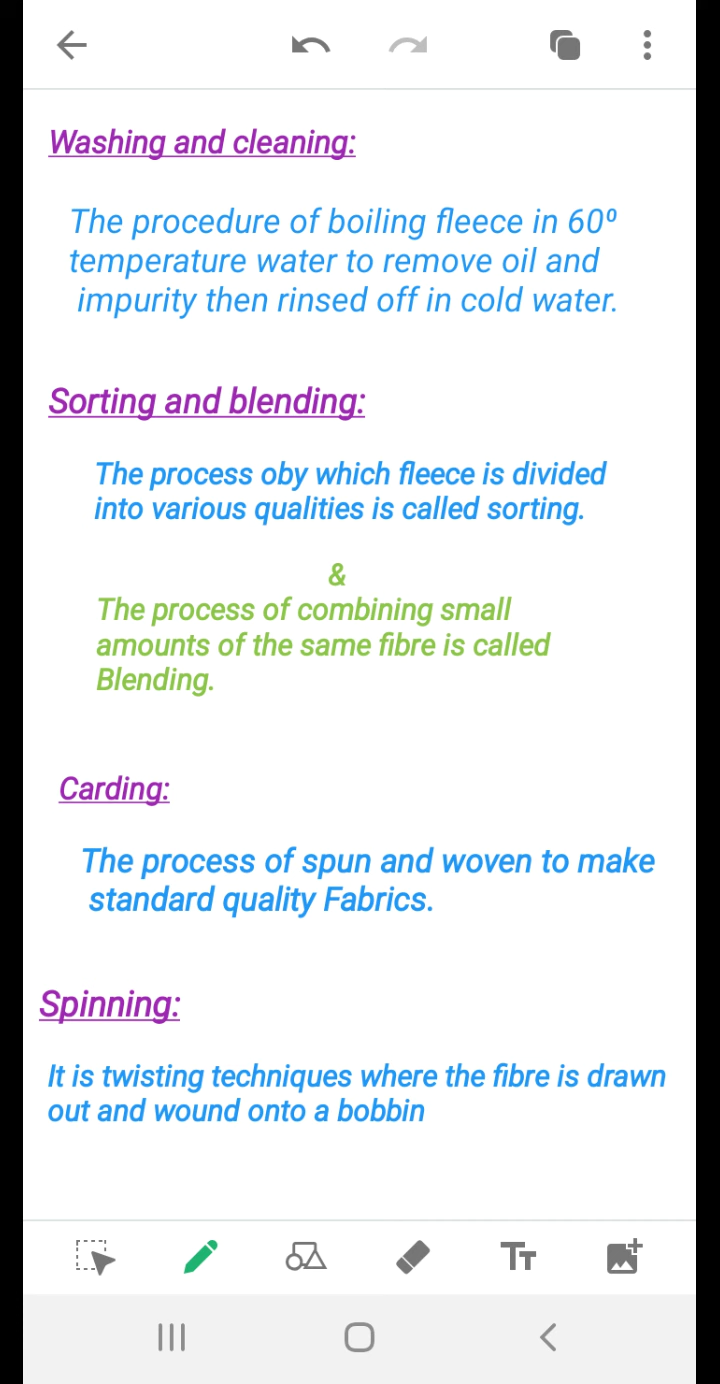 Washing and cleaning:
The procedure of boiling fleece in 60⁰
temperature water to remove oil and
impurity then rinsed off in cold water.
Sorting and blending:
The process oby which fleece is divided
into various qualities is called sorting.
&
The process of combining small
amounts of the same fibre is called
Blending.
Carding:
The process of spun and woven to make
standard quality Fabrics.
Spinning:
It is twisting techniques where the fibre is drawn
out and wound onto a bobbin
TT